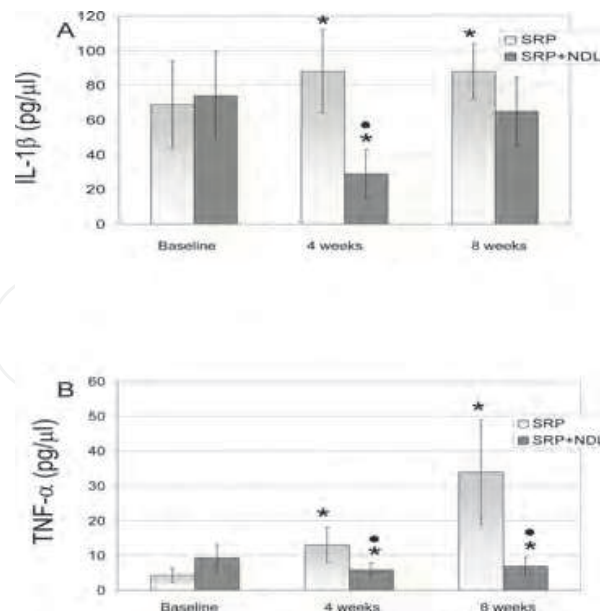 A
120
100
80
60
40
20
0
IL-1β (pg/µl)
* *
● *
SRP
SRP+NDL
Baseline 4 weeks 8 weeks
B
60
50
40
30
20
10
0
TNF-α (pg/µl)
* *
● * ● *
SRP
SRP+NDL
Baseline 4 weeks 8 weeks